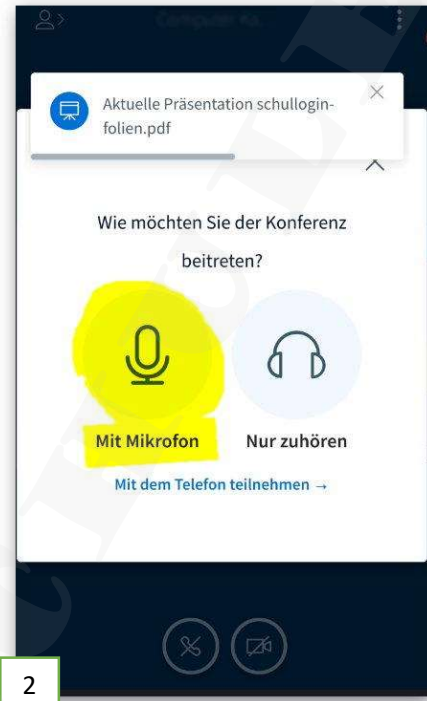 Aktuelle Präsentation schullogin-
folien.pdf
Wie möchten Sie der Konferenz
beitreten?
Mit Mikrofon Nur zuhören
Mit dem Telefon teilnehmen →
2